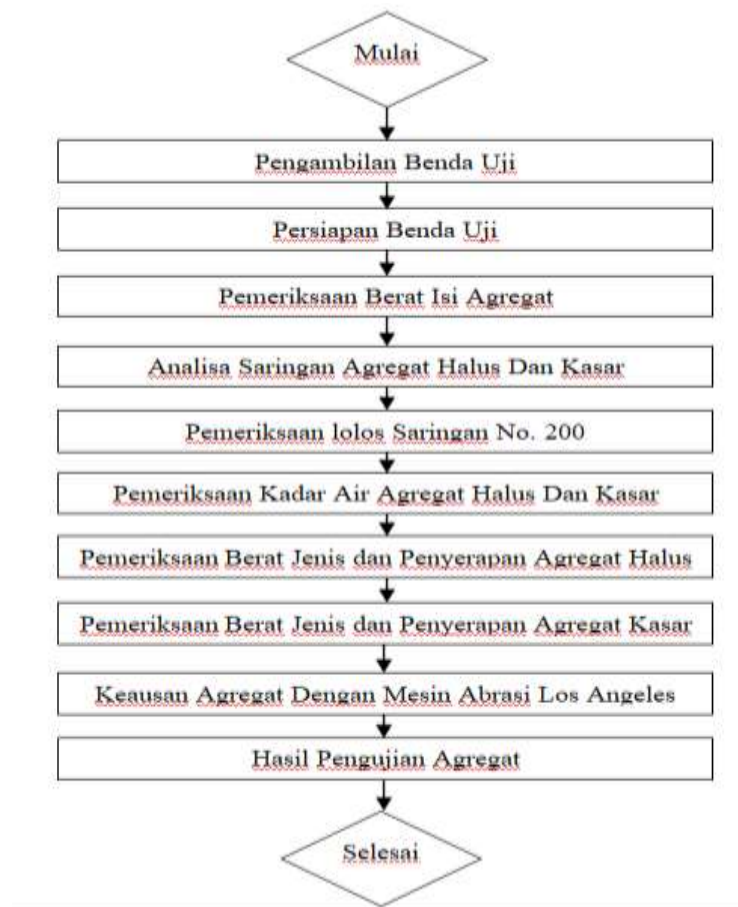 Mulai
Pengambilan Benda Uji
Persiapan Benda Uji
Pemeriksaan Berat Isi Agregat
Analisa Saringan Agregat Halus Dan Kasar
Pemeriksaan lolos Saringan No. 200
Pemeriksaan Kadar Air Agregat Halus Dan Kasar
Pemeriksaan Berat Jenis dan Penyerapan Agregat Halus
Pemeriksaan Berat Jenis dan Penyerapan Agregat Kasar
Keausan Agregat Dengan Mesin Abrasi Los Angeles
Hasil Pengujian Agregat
Selesai